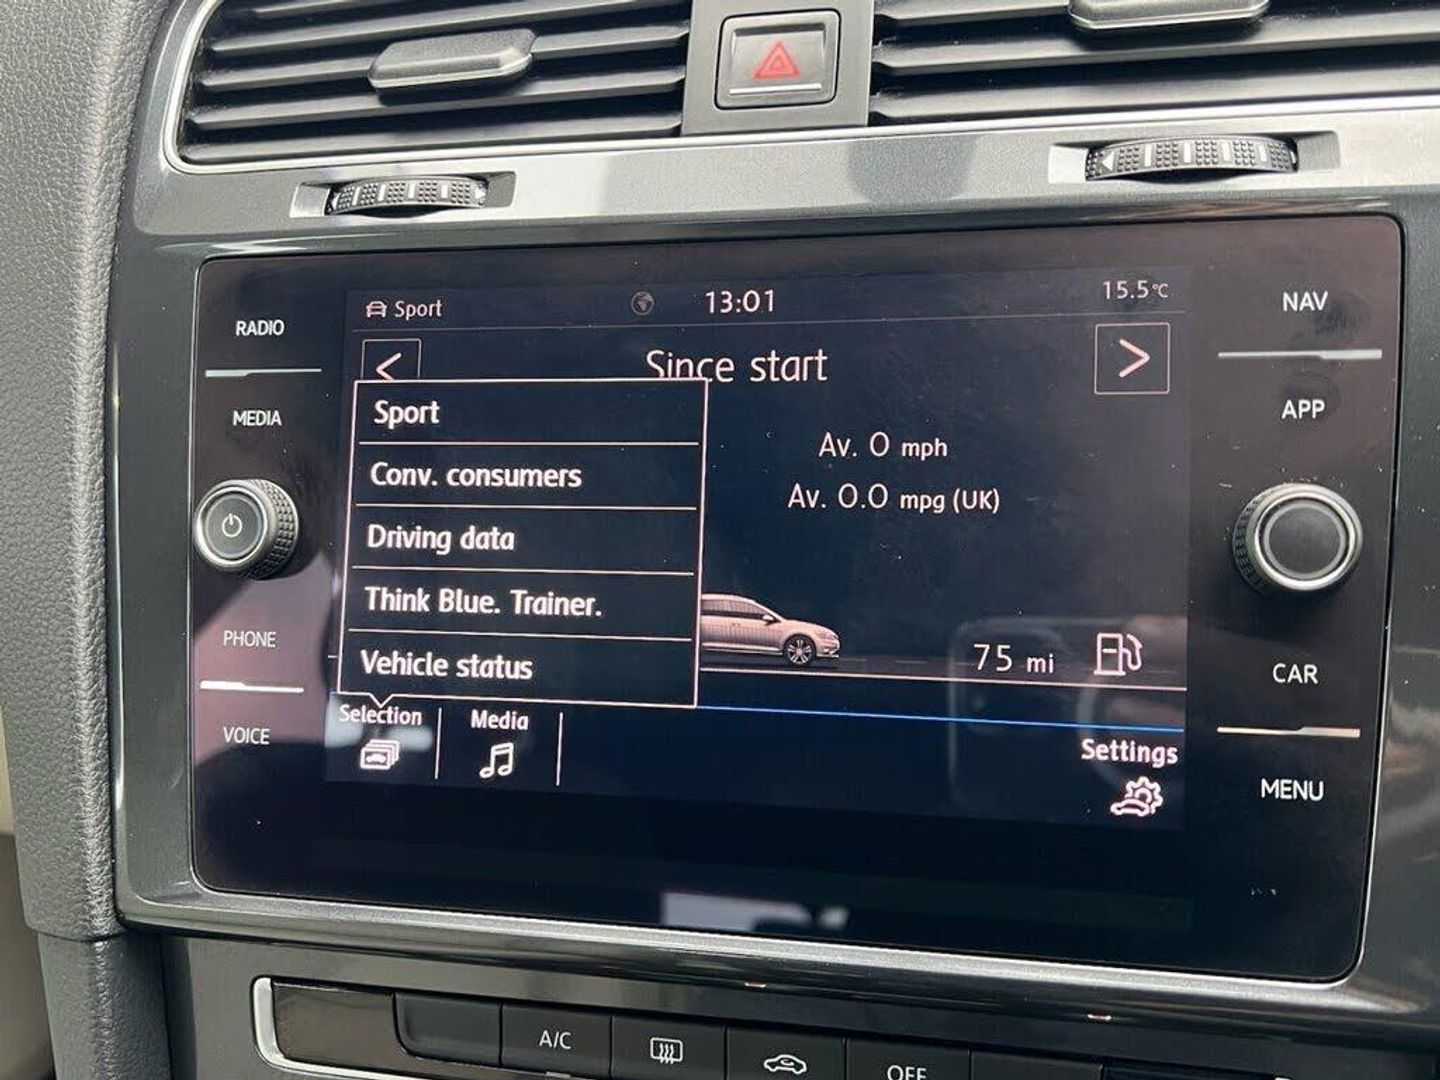 RADIO
MEDIA
PHONE
VOICE
Sport
13:01
15.5°C
Since start
Sport
Conv. consumers
Driving data
Think Blue. Trainer.
Vehicle status
Av. 0 mph
Av. 0.0 mpg (UK)
75 mi
Selection
Media
Settings
NAV
APP
CAR
MENU
A/C
OFF